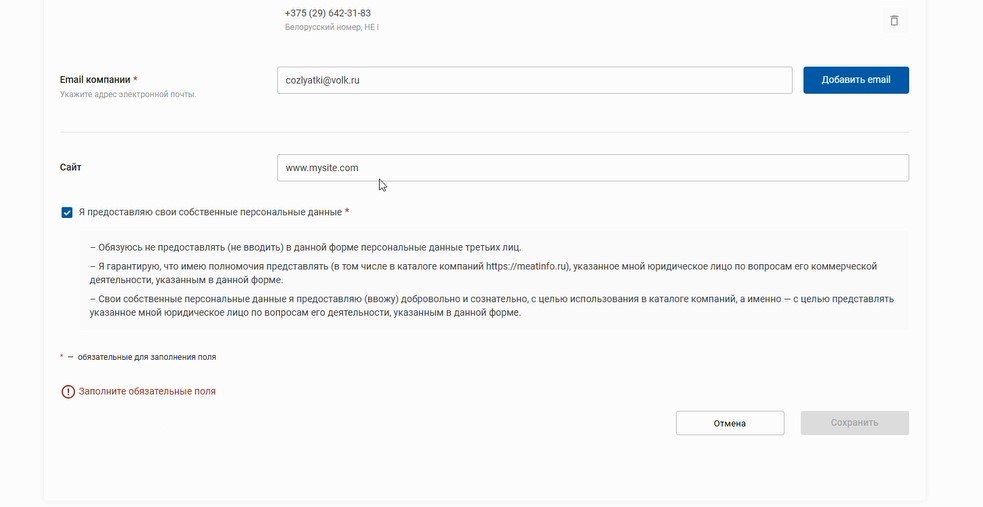 +375 (29) 642-31-83
Белорусский номер, НЕ
Email компании *
cozlyatki@volk.ru
Добавить email
Укажите адрес электронной почты.
Сайт
www.mysite.com
Я предоставляю свои собственные персональные данные *
– Обязуюсь не предоставлять (не вводить) в данной форме персональные данные третьих лиц.
– Я гарантирую, что имею полномочия представлять (в том числе в каталоге компаний https://meatinfo.ru), указанное мной юридическое лицо по вопросам его коммерческой
деятельности, указанным в данной форме.
– Свои собственные персональные данные я предоставляю (ввожу) добровольно и сознательно, с целью использования в каталоге компаний, а именно — с целью представлять
указанное мной юридическое лицо по вопросам его деятельности, указанным в данной форме.
* — обязательные для заполнения поля
Заполните обязательные поля
Отмена
Сохранить